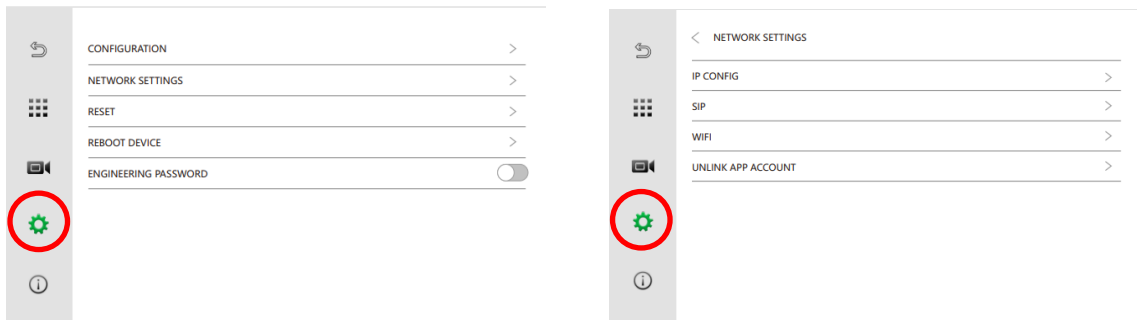 CONFIGURATION
NETWORK SETTINGS
RESET
REBOOT DEVICE
ENGINEERING PASSWORD
NETWORK SETTINGS
IP CONFIG
SIP
WIFI
UNLINK APP ACCOUNT